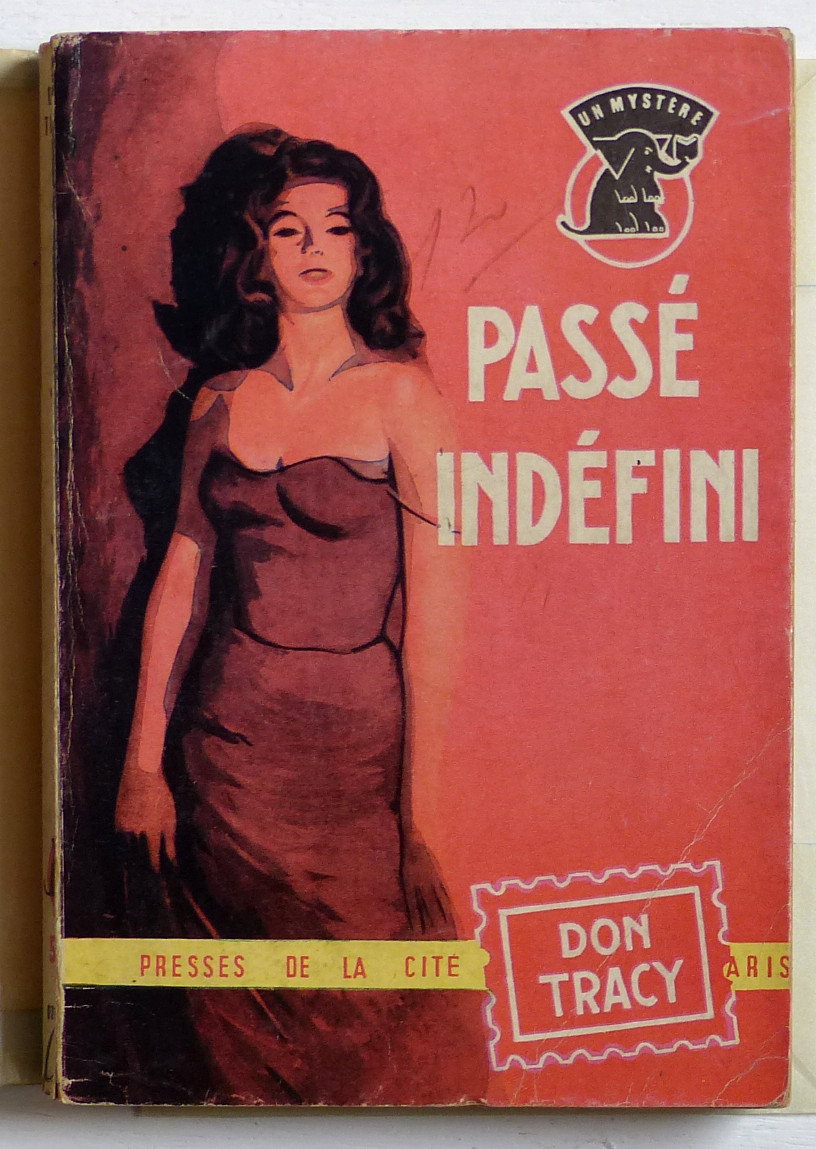 UN MYSTÈRE
PASSÉ
INDÉFINI
DON
TRACY
PRESSES DE LA CITÉ
ARIS